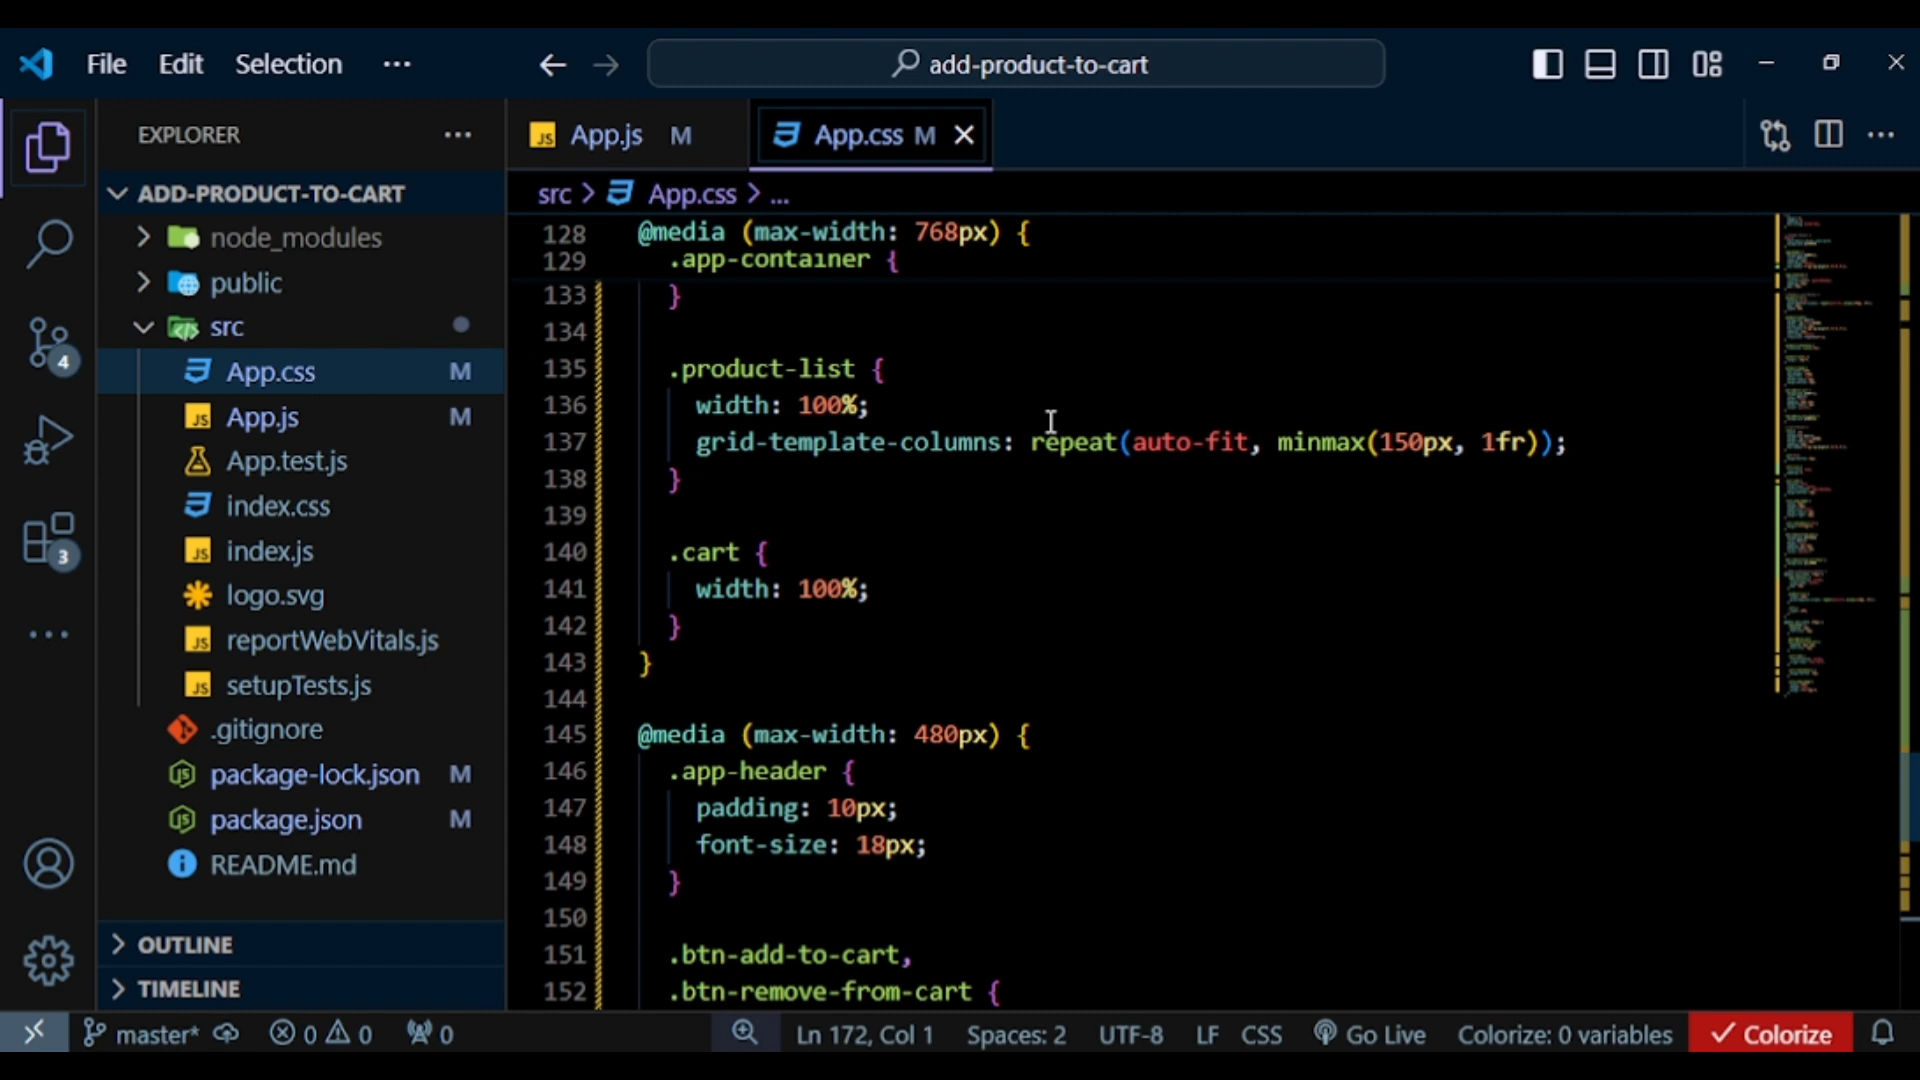 File Edit Selection ···
add-product-to-cart
EXPLORER ···
ADD-PRODUCT-TO-CART
node_modules
public
src
App.css M
App.js M
App.test.js
index.css
index.js
logo.svg
reportWebVitals.js
setupTests.js
.gitignore
package-lock.json M
package.json M
README.md
OUTLINE
TIMELINE
4
3
JS App.js M
App.css M
src > App.css > ...
128 @media (max-width: 768px) {
129 .app-container {
133 }
134
135 .product-list {
136 width: 100%;
137 grid-template-columns: repeat(auto-fit, minmax(150px, 1fr));
138 }
139
140 .cart {
141 width: 100%;
142 }
143 }
144
145 @media (max-width: 480px) {
146 .app-header {
147 padding: 10px;
148 font-size: 18px;
149 }
150
151 .btn-add-to-cart,
152 .btn-remove-from-cart {
master* 0 0 0 Ln 172, Col 1 Spaces: 2 UTF-8 LF CSS Go Live Colorize: 0 variables Colorize